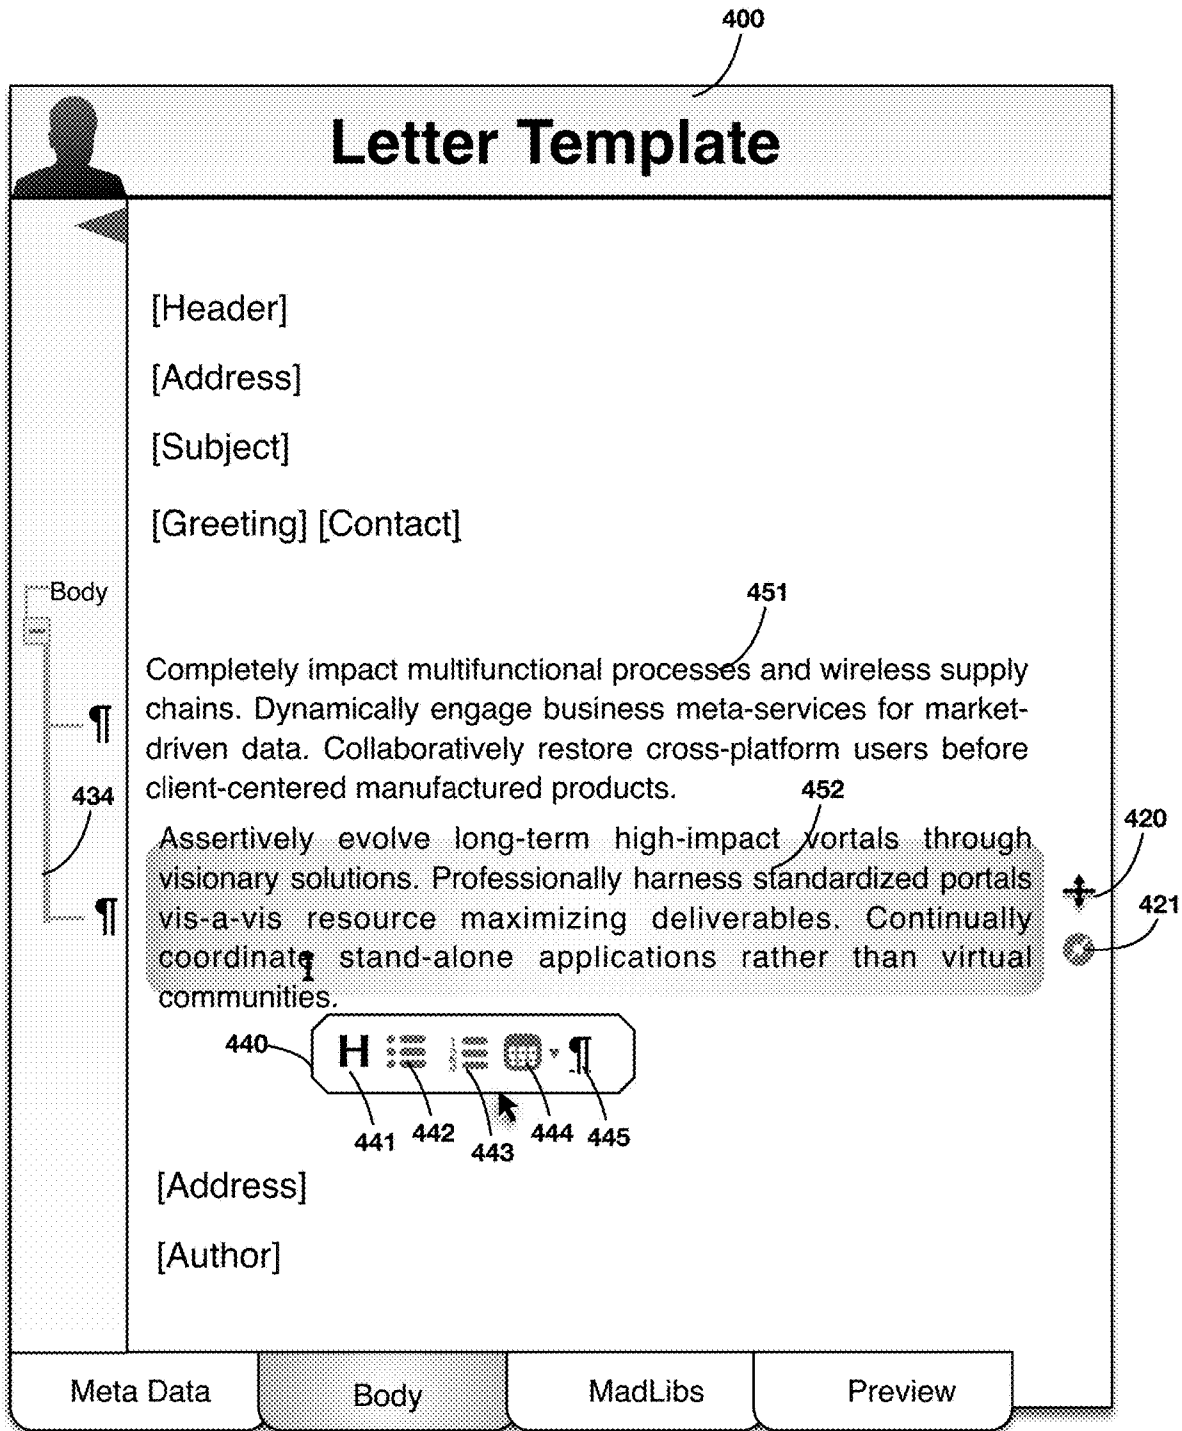 400
Letter Template
[Header]
[Address]
[Subject]
[Greeting] [Contact]
Body
451
Completely impact multifunctional processes and wireless supply
chains. Dynamically engage business meta-services for market-
driven data. Collaboratively restore cross-platform users before
client-centered manufactured products.
¶
434
452
Assertively evolve long-term high-impact vortals through
visionary solutions. Professionally harness standardized portals
vis-a-vis resource maximizing deliverables. Continually
coordinate stand-alone applications rather than virtual
communities.
¶
420
421
440
H ¶
441 442 443 444 445
[Address]
[Author]
Meta Data Body MadLibs Preview